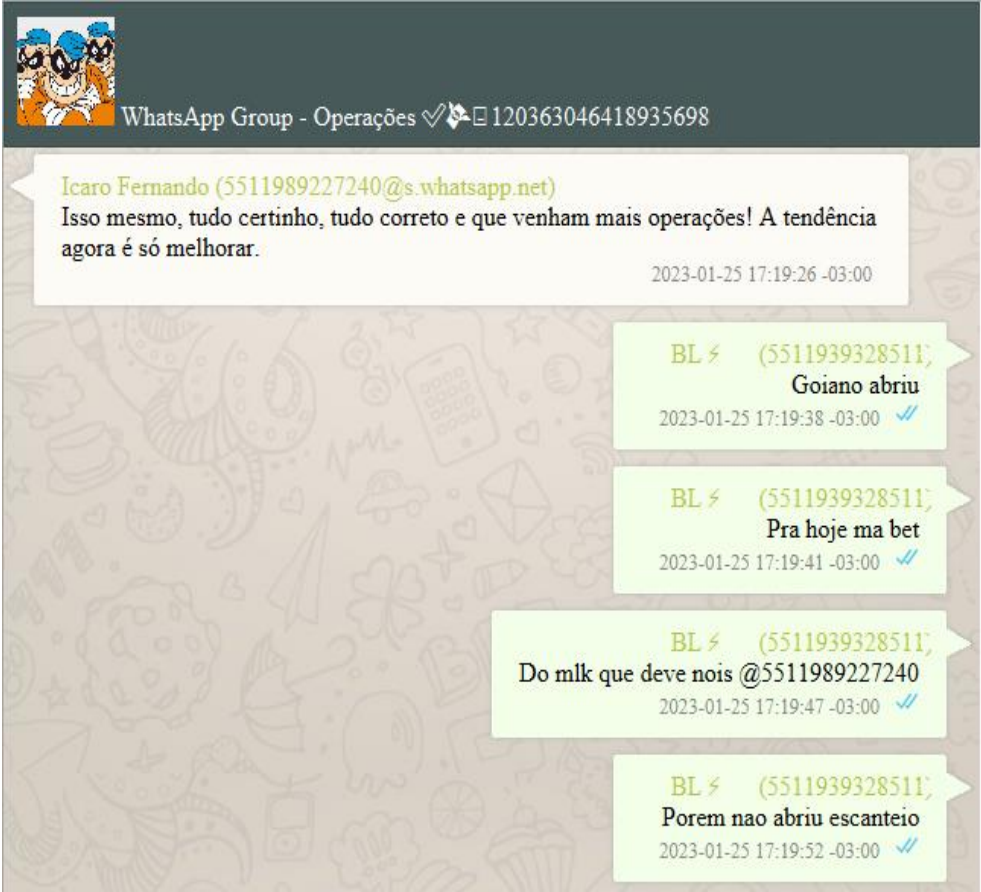 WhatsApp Group - Operações 120363046418935698
Icaro Fernando (5511989227240@s.whatsapp.net)
Isso mesmo, tudo certinho, tudo correto e que venham mais operações! A tendência
agora é só melhorar.
2023-01-25 17:19:26 -03:00
BL ⚡ (5511939328511)
Goiano abriu
2023-01-25 17:19:38 -03:00
BL ⚡ (5511939328511)
Pra hoje ma bet
2023-01-25 17:19:41 -03:00
BL ⚡ (5511939328511)
Do mlk que deve nois @5511989227240
2023-01-25 17:19:47 -03:00
BL ⚡ (5511939328511)
Porem nao abriu escanteio
2023-01-25 17:19:52 -03:00